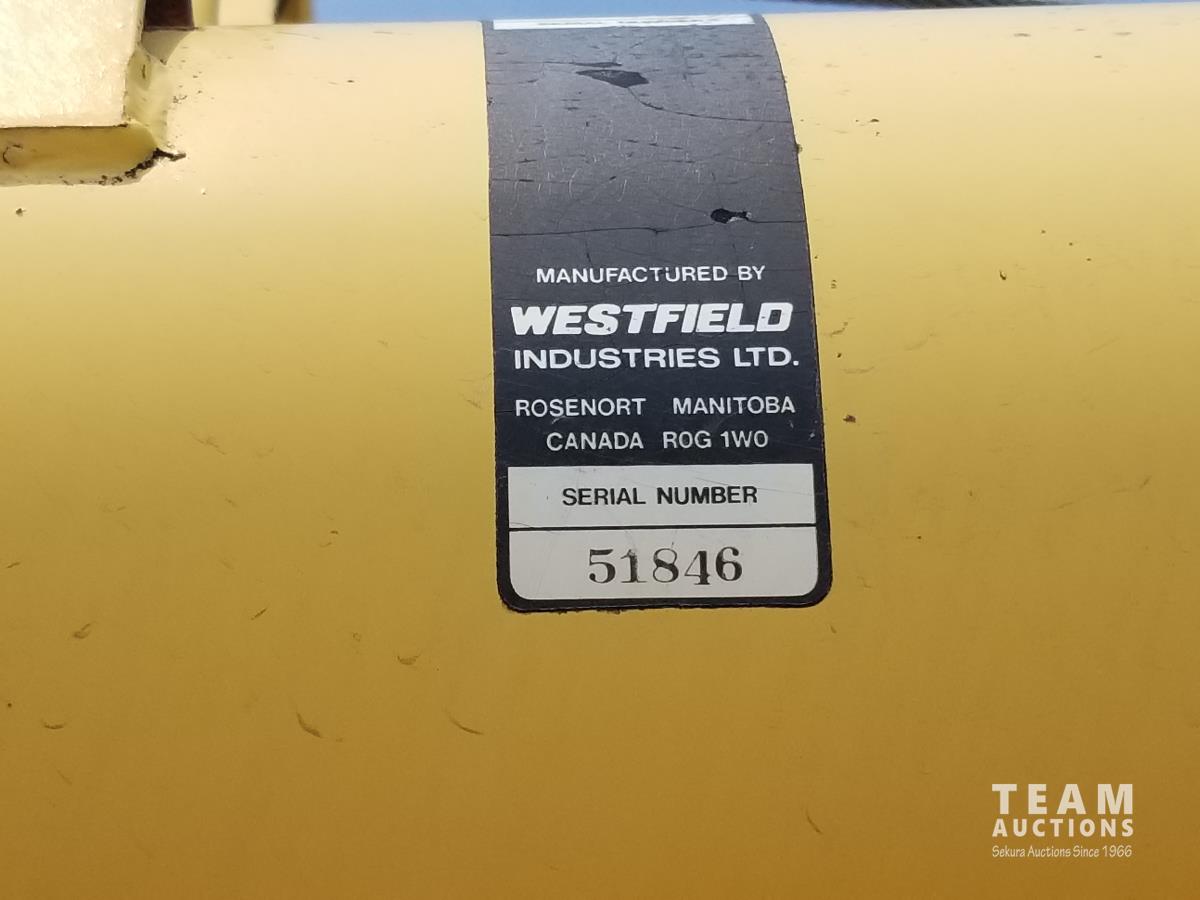 MANUFACTURED BY
WESTFIELD
INDUSTRIES LTD.
ROSENORT MANITOBA
CANADA R0G 1W0
SERIAL NUMBER
51846
TEAM
AUCTIONS
Sekura Auctions Since 1966